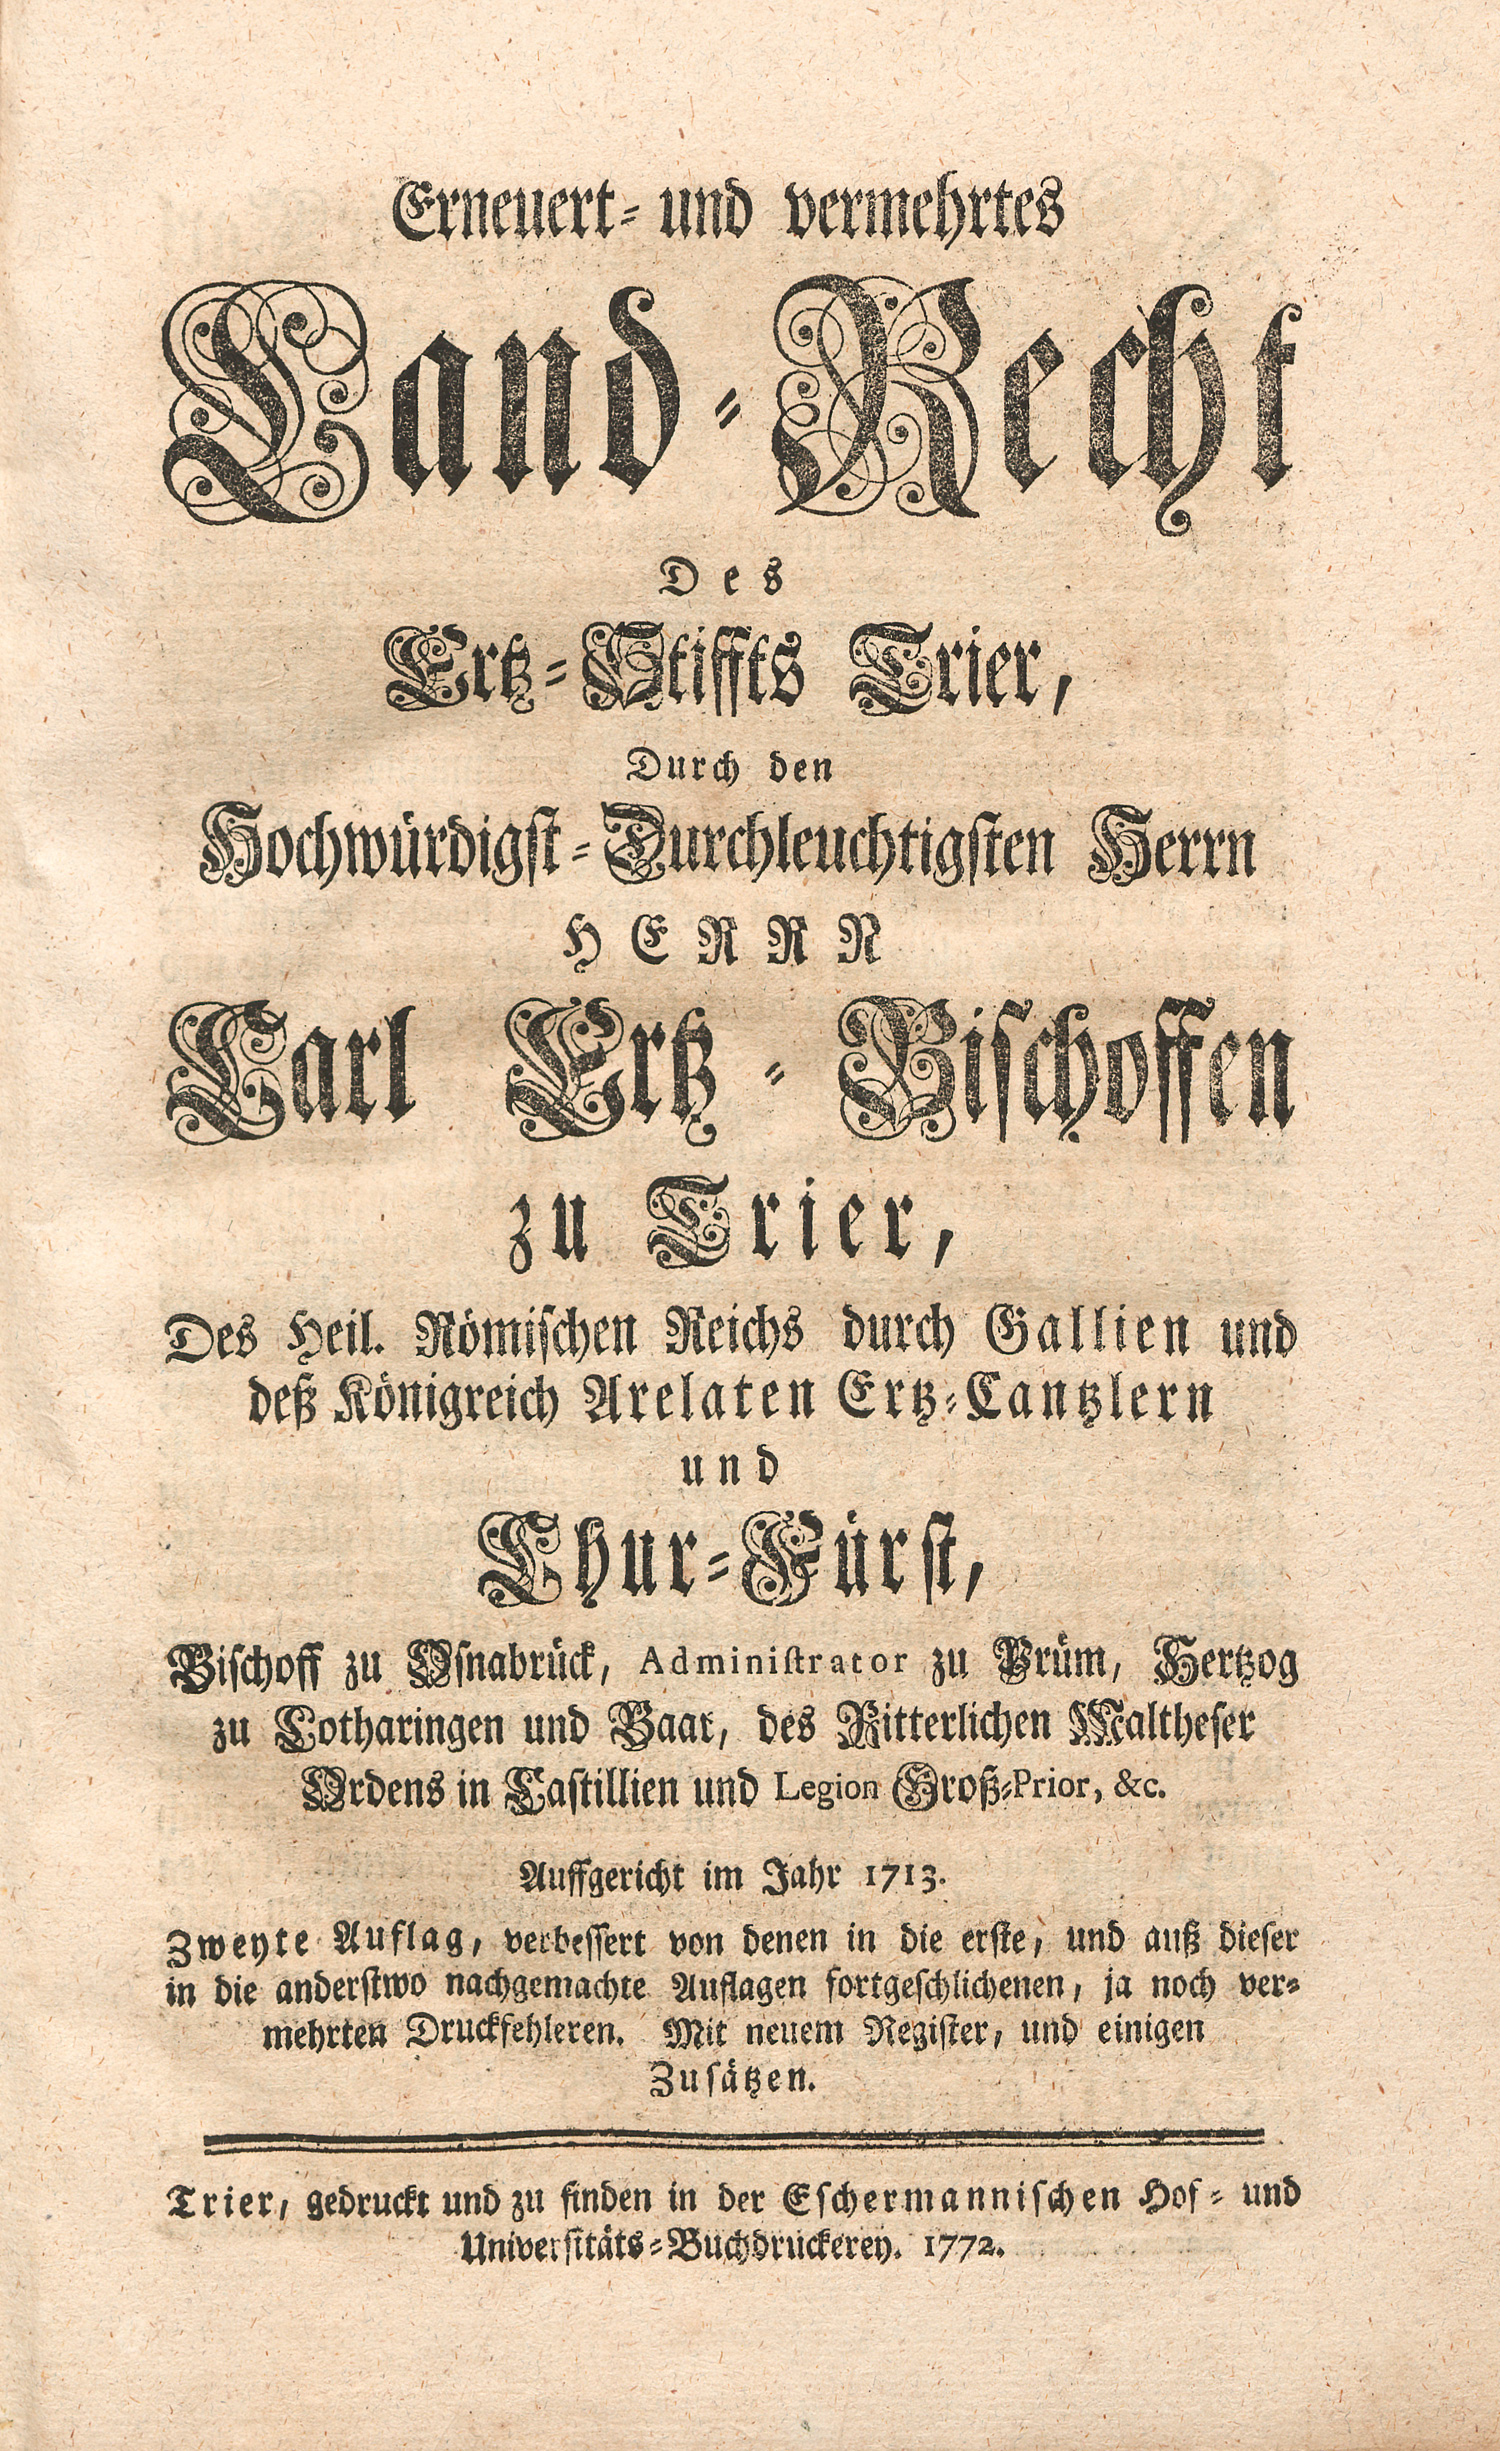 Erneuert- und vermehrtes
Land-Recht
Des
Ertz-Stiffts Trier,
Durch den
Hochwürdigst-Durchleuchtigsten Herrn
HERRN
Carl Ertz-Bischoffen
zu Trier,
Des Heil. Römischen Reichs durch Gallien und
deß Königreich Arelaten Ertz-Cantzlern
und
Chur-Fürst,
Bischoff zu Osnabrück, Administrator zu Prüm, Hertzog
zu Lotharingen und Baar, des Ritterlichen Maltheser
Ordens in Castillien und Legion Groß-Prior, &c.
Auffgericht im Jahr 1713.
Zweyte Auflag, verbessert von denen in die erste, und auß dieser
in die anderstwo nachgemachte Auflagen fortgeschlichenen, ja noch ver-
mehrten Druckfehleren. Mit neuem Register, und einigen
Zusätzen.
Trier, gedruckt und zu finden in der Eschermannischen Hof- und
Universitäts-Buchdruckerey. 1772.